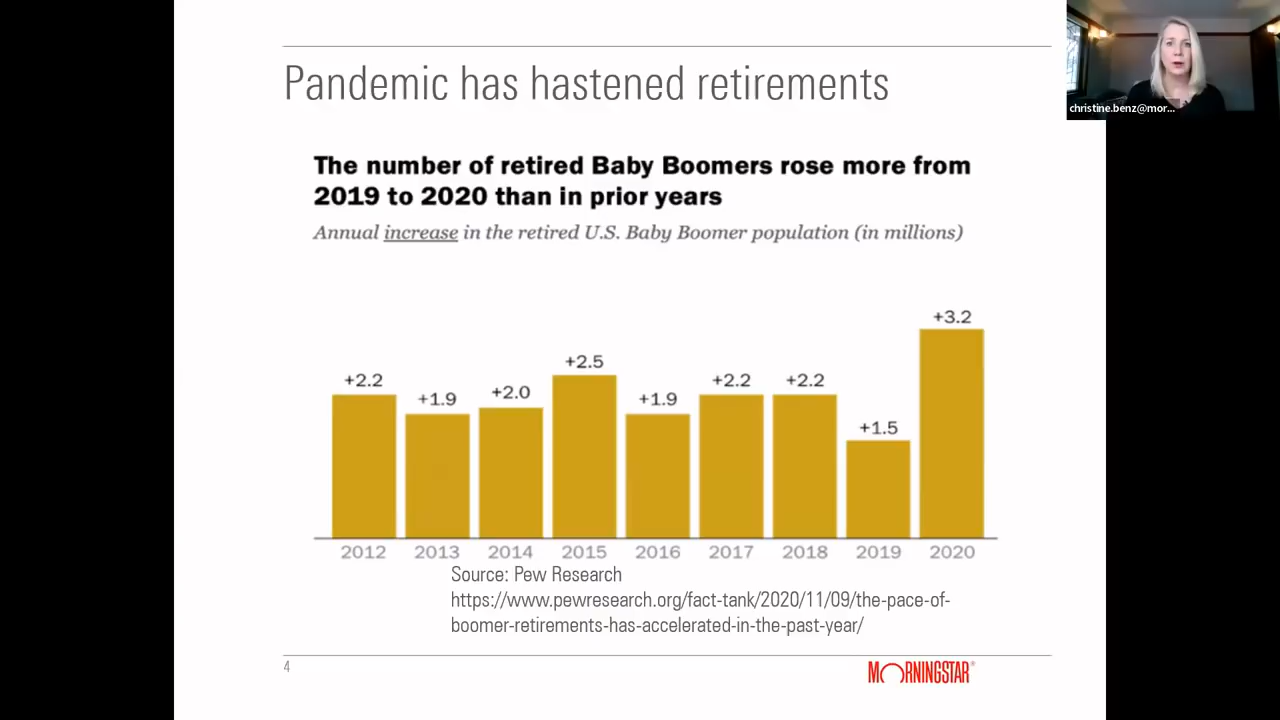 Pandemic has hastened retirements
christine.benz@mor...
The number of retired Baby Boomers rose more from
2019 to 2020 than in prior years
Annual increase in the retired U.S. Baby Boomer population (in millions)
+2.2
+1.9
+2.0
+2.5
+1.9
+2.2
+2.2
+1.5
+3.2
2012 2013 2014 2015 2016 2017 2018 2019 2020
Source: Pew Research
https://www.pewresearch.org/fact-tank/2020/11/09/the-pace-of-
boomer-retirements-has-accelerated-in-the-past-year/
4
MORNINGSTAR®